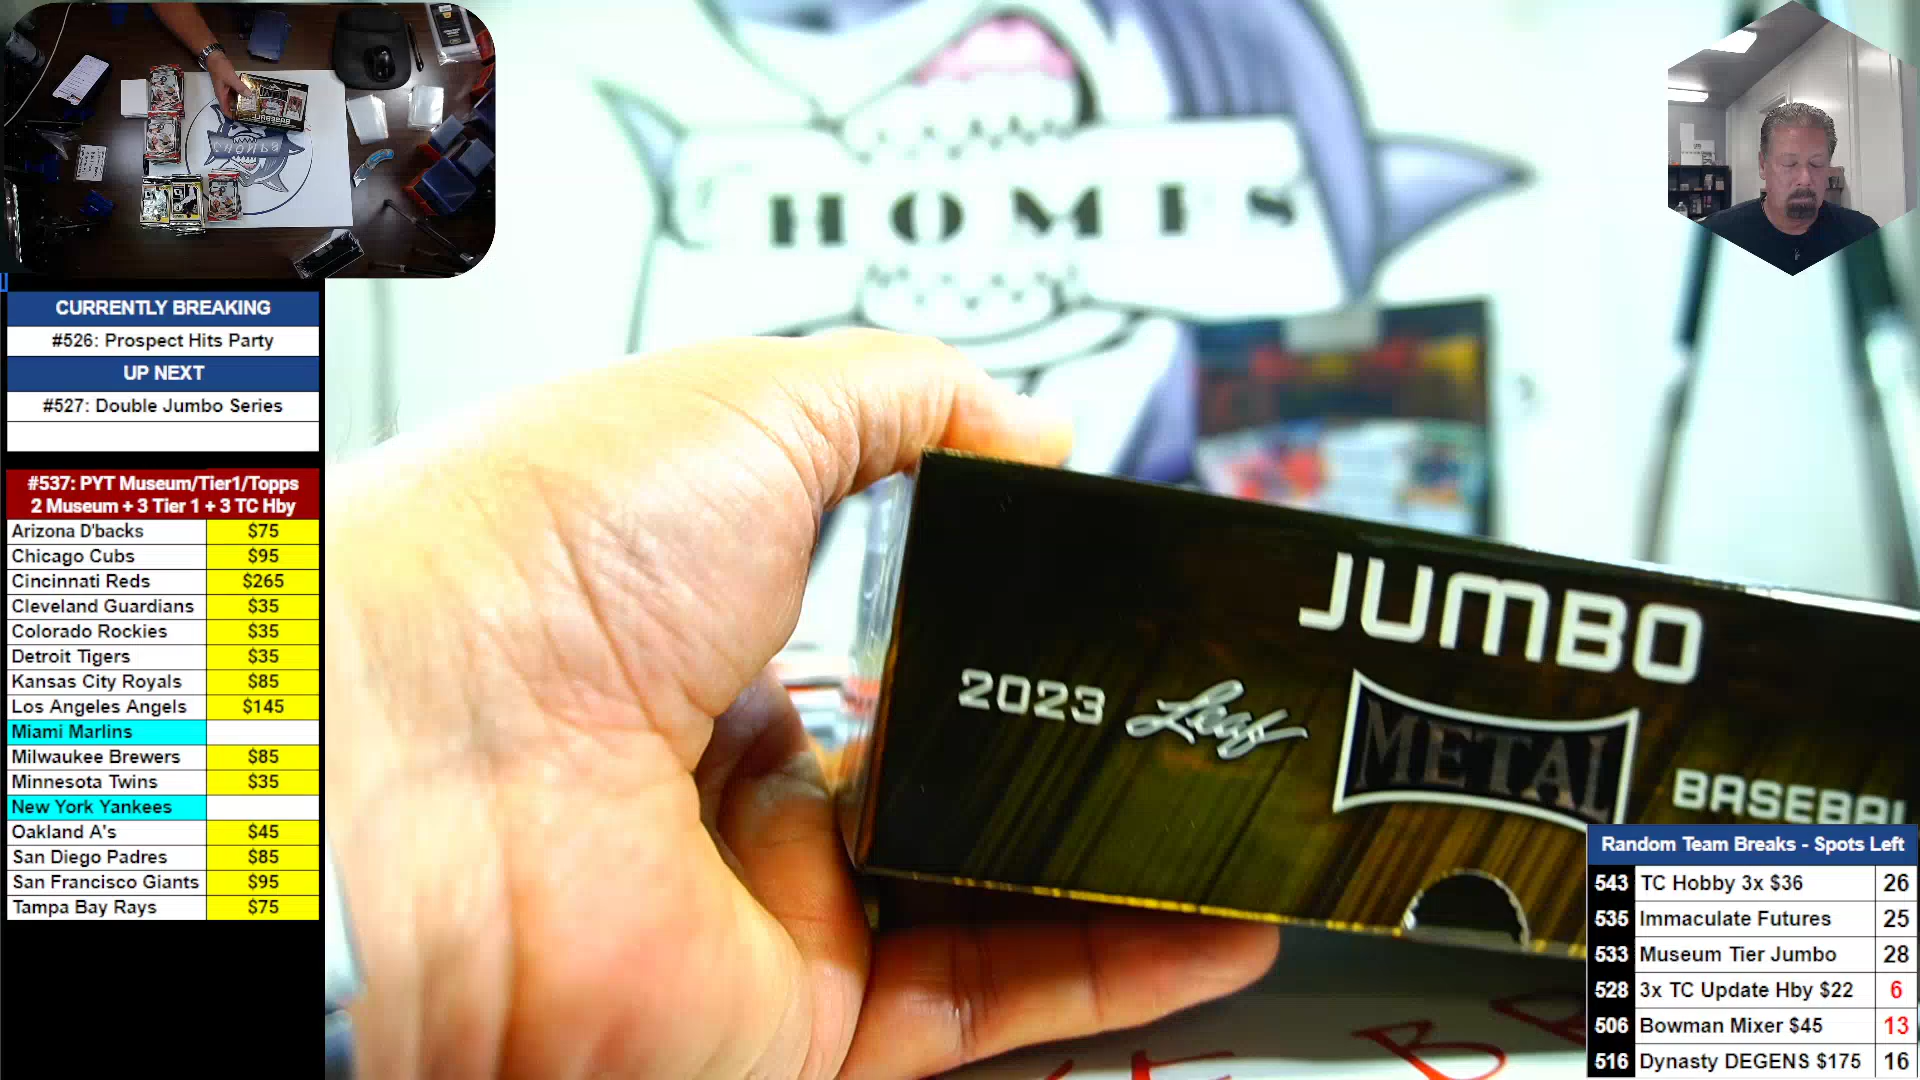 HOMES
CURRENTLY BREAKING
#526: Prospect Hits Party
UP NEXT
#527: Double Jumbo Series
#537: PYT Museum/Tier1/Topps
2 Museum + 3 Tier 1 + 3 TC Hby
Arizona D'backs $75
Chicago Cubs $95
Cincinnati Reds $265
Cleveland Guardians $35
Colorado Rockies $35
Detroit Tigers $35
Kansas City Royals $85
Los Angeles Angels $145
Miami Marlins
Milwaukee Brewers $85
Minnesota Twins $35
New York Yankees
Oakland A's $45
San Diego Padres $85
San Francisco Giants $95
Tampa Bay Rays $75
JUMBO
2023 Leaf METAL BASEBAL
Random Team Breaks - Spots Left
543 TC Hobby 3x $36 26
535 Immaculate Futures 25
533 Museum Tier Jumbo 28
528 3x TC Update Hby $22 6
506 Bowman Mixer $45 13
516 Dynasty DEGENS $175 16